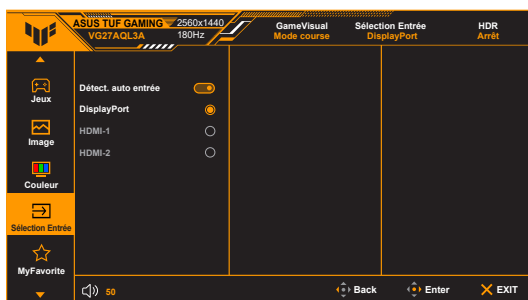 ASUS TUF GAMING 2560x1440
VG27AQL3A 180Hz
GameVisual
Mode course
Sélection Entrée
DisplayPort
HDR
Arrêt
Jeux
Image
Couleur
Sélection Entrée
MyFavorite
Détect. auto entrée
DisplayPort
HDMI-1
HDMI-2
50
Back
Enter
EXIT